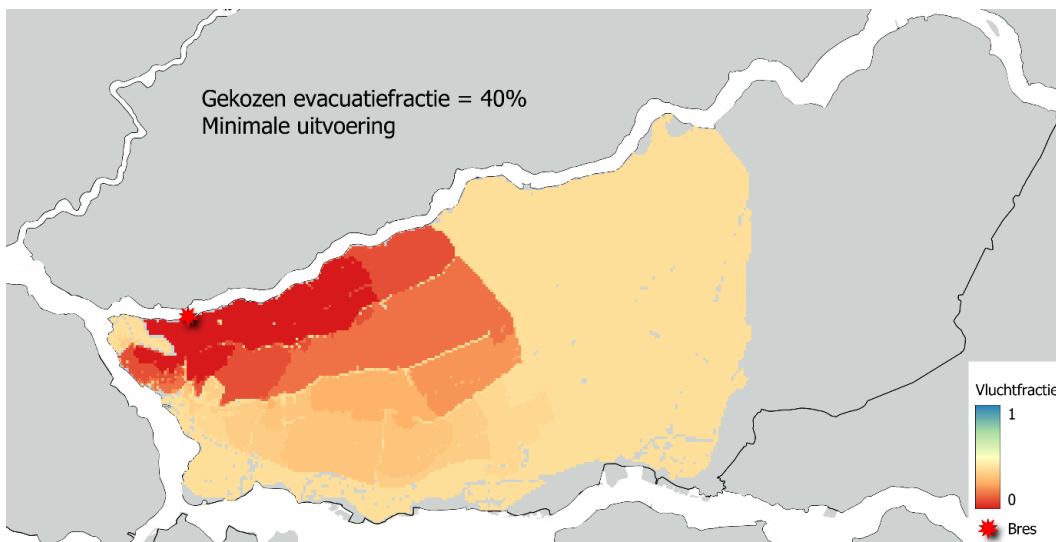 Gekozen evacuatiefractie = 40%
Minimale uitvoering
Vluchtfractie
1
0
Bres